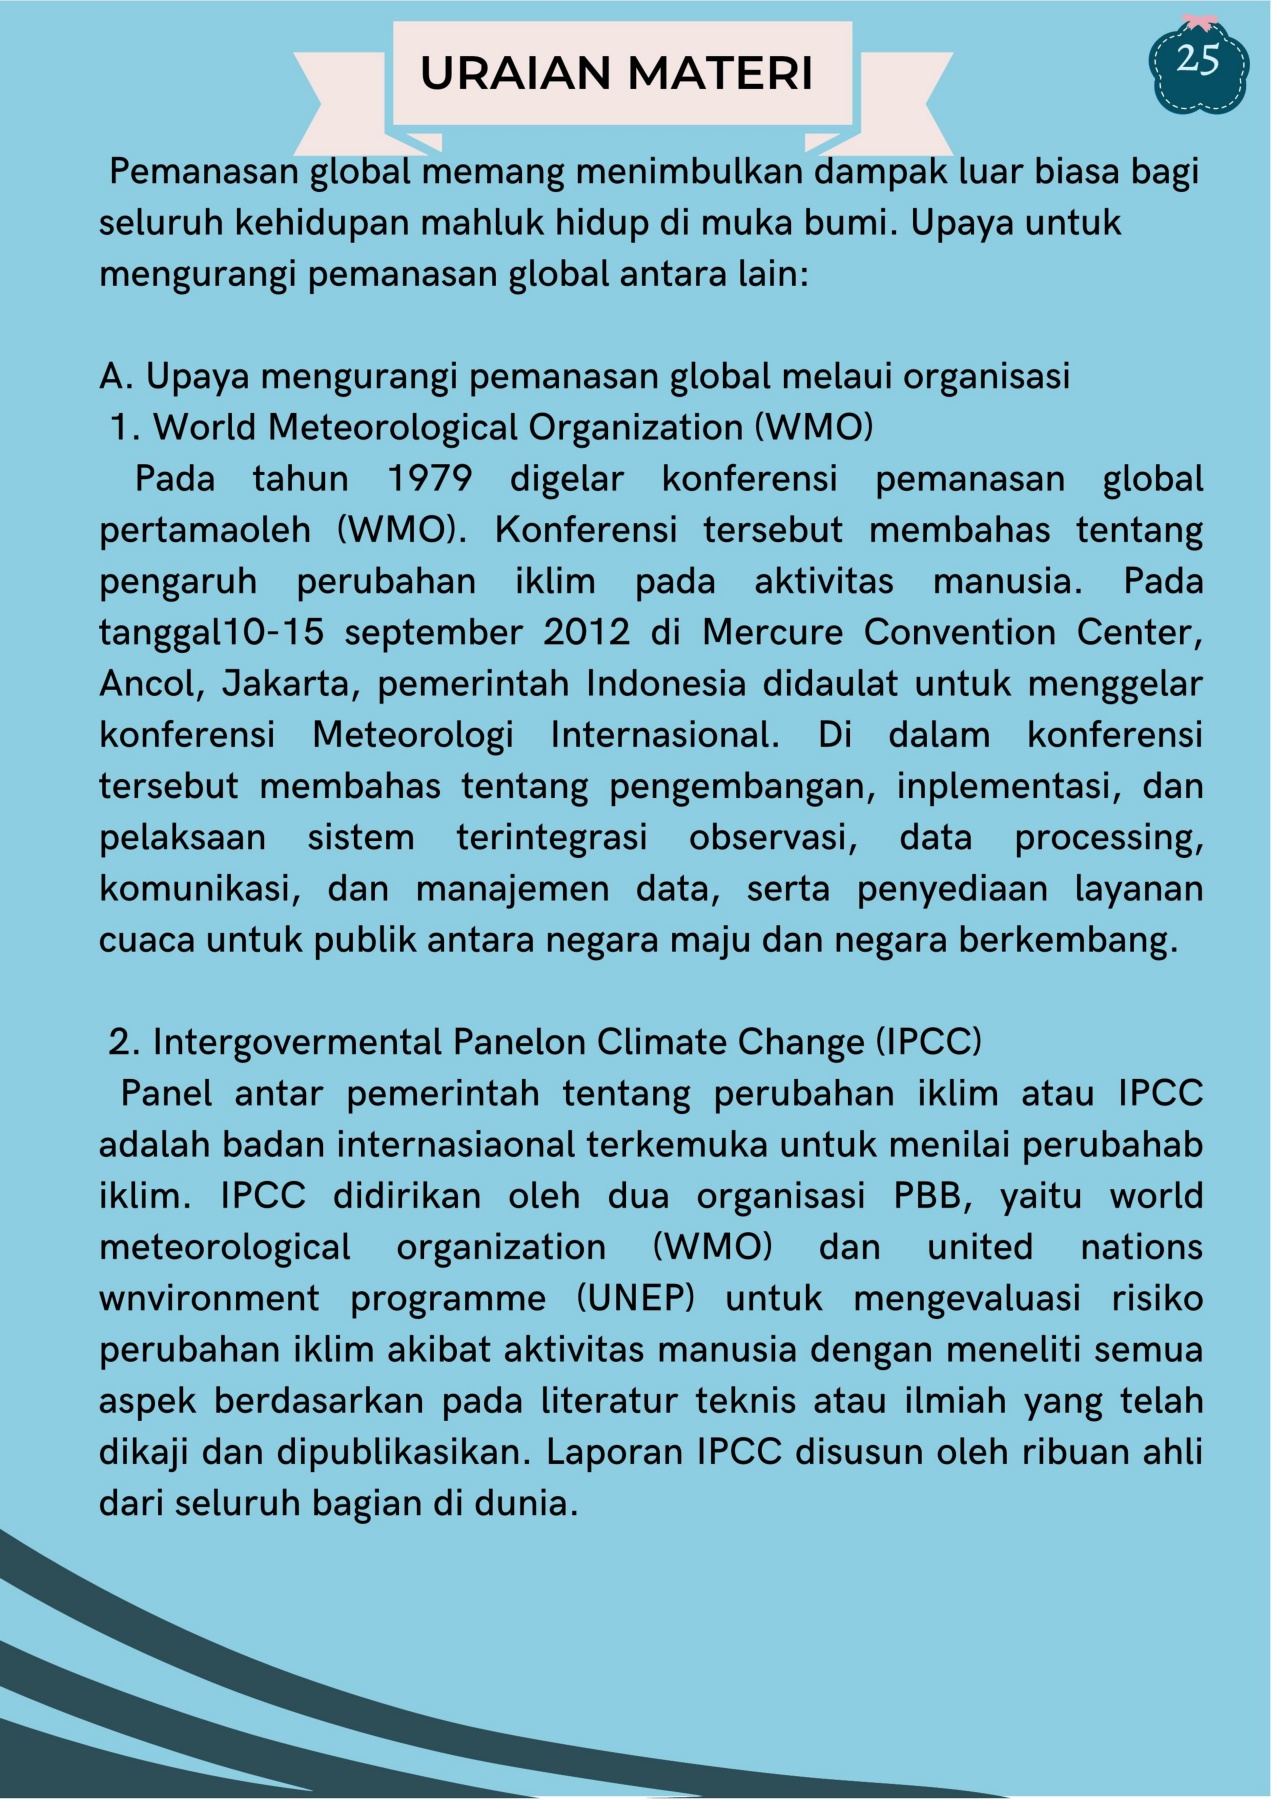 URAIAN MATERI
25
Pemanasan global memang menimbulkan dampak luar biasa bagi
seluruh kehidupan mahluk hidup di muka bumi. Upaya untuk
mengurangi pemanasan global antara lain:
A. Upaya mengurangi pemanasan global melaui organisasi
1. World Meteorological Organization (WMO)
Pada tahun 1979 digelar konferensi pemanasan global
pertamaoleh (WMO). Konferensi tersebut membahas tentang
pengaruh perubahan iklim pada aktivitas manusia. Pada
tanggal10-15 september 2012 di Mercure Convention Center,
Ancol, Jakarta, pemerintah Indonesia didaulat untuk menggelar
konferensi Meteorologi Internasional. Di dalam konferensi
tersebut membahas tentang pengembangan, inplementasi, dan
pelaksaan sistem terintegrasi observasi, data processing,
komunikasi, dan manajemen data, serta penyediaan layanan
cuaca untuk publik antara negara maju dan negara berkembang.
2. Intergovermental Panelon Climate Change (IPCC)
Panel antar pemerintah tentang perubahan iklim atau IPCC
adalah badan internasiaonal terkemuka untuk menilai perubahab
iklim. IPCC didirikan oleh dua organisasi PBB, yaitu world
meteorological organization (WMO) dan united nations
wnvironment programme (UNEP) untuk mengevaluasi risiko
perubahan iklim akibat aktivitas manusia dengan meneliti semua
aspek berdasarkan pada literatur teknis atau ilmiah yang telah
dikaji dan dipublikasikan. Laporan IPCC disusun oleh ribuan ahli
dari seluruh bagian di dunia.